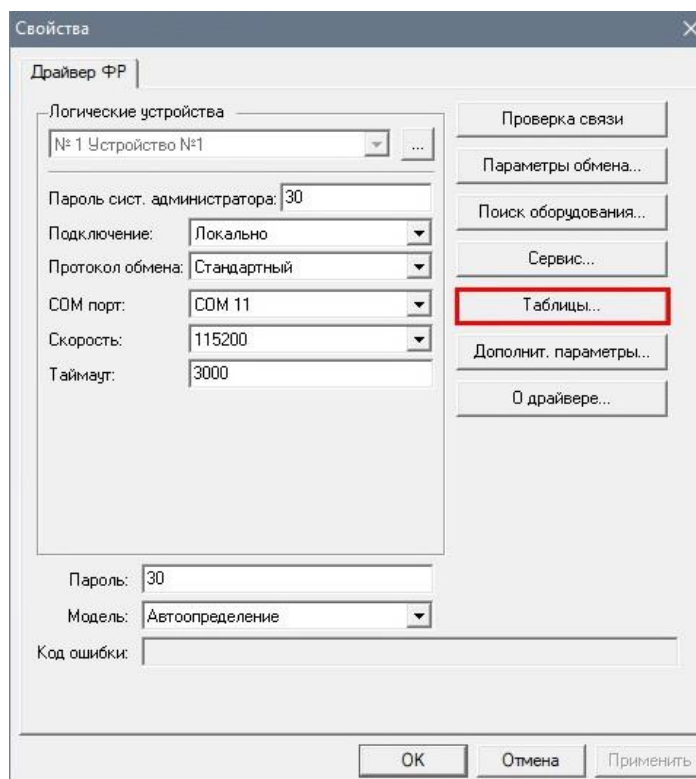 Свойства
Драйвер ФР
Логические устройства
№ 1 Устройство №1
...
Пароль сист. администратора: 30
Подключение: Локально
Протокол обмена: Стандартный
COM порт: COM 11
Скорость: 115200
Таймаут: 3000
Проверка связи
Параметры обмена...
Поиск оборудования...
Сервис...
Таблицы...
Дополнит. параметры...
О драйвере...
Пароль: 30
Модель: Автоопределение
Код ошибки:
OK
Отмена
Применить